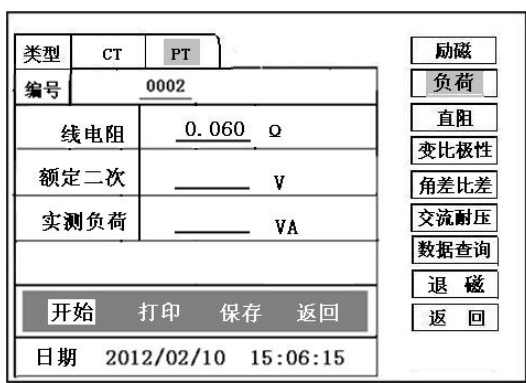 类型 CT PT
编号 0002
线电阻 0.060 Ω
额定二次 V
实测负荷 VA
开始 打印 保存 返回
日期 2012/02/10 15:06:15
励磁
负荷
直阻
变比极性
角差比差
交流耐压
数据查询
退 磁
返 回